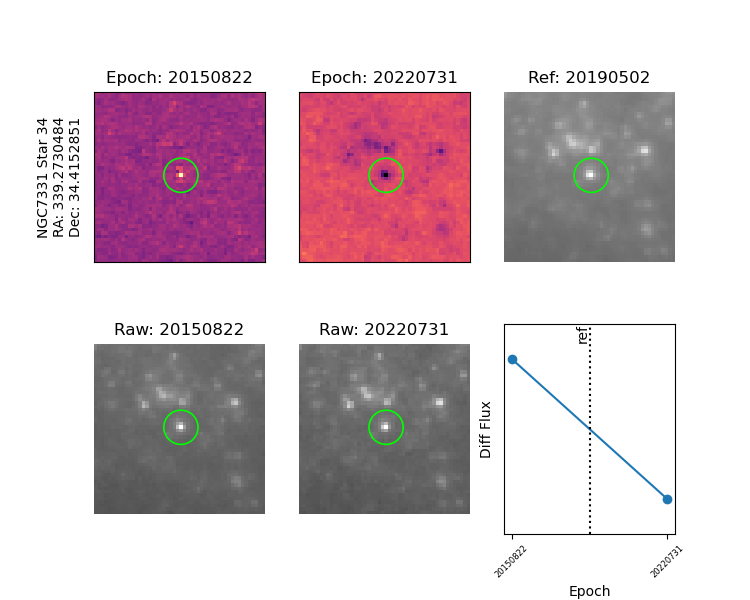 Epoch: 20150822
Epoch: 20220731
Ref: 20190502
NGC7331 Star 34
RA: 339.2730484
Dec: 34.4152851
Raw: 20150822
Raw: 20220731
ref
Diff Flux
20150822
20220731
Epoch